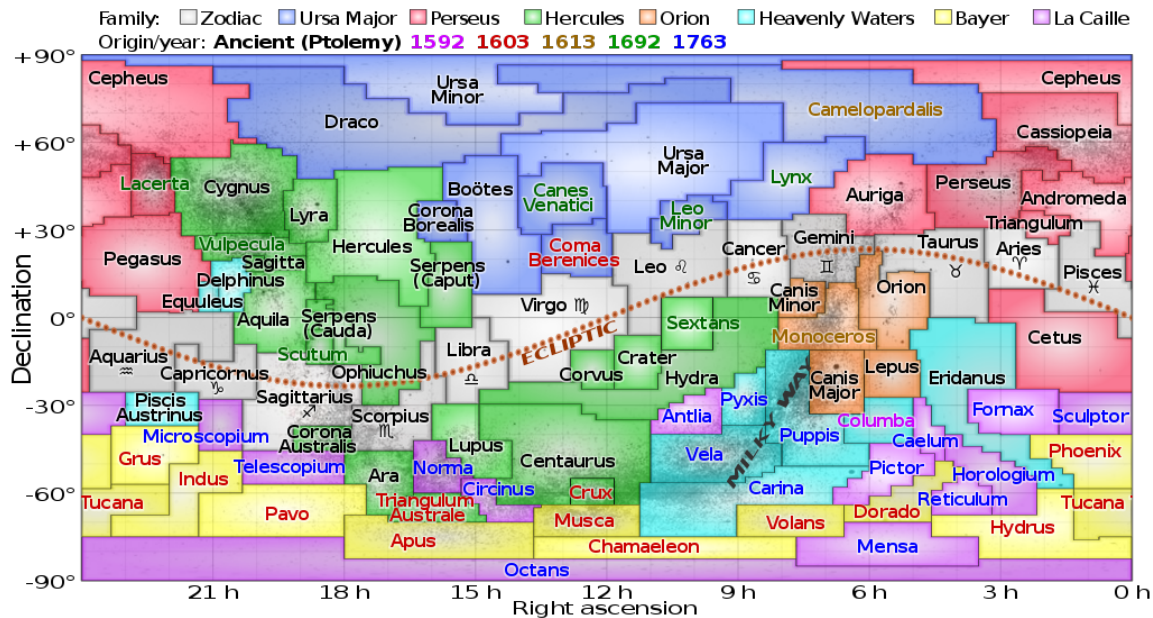 Family: Zodiac Ursa Major Perseus Hercules Orion Heavenly Waters Bayer La Caille
Origin/year: Ancient (Ptolemy) 1592 1603 1613 1692 1763
+90°
Cepheus
Ursa
Minor
Cepheus
Draco
Camelopardalis
Cassiopeia
+60°
Ursa
Major
Lacerta
Cygnus
Boötes
Canes
Venatici
Lynx
Auriga
Perseus
Andromeda
Lyra
Corona
Borealis
Leo
Minor
Triangulum
+30°
Vulpecula
Hercules
Coma
Berenices
Cancer
♋
Gemini
♊
Taurus
♉
Aries
♈
Pegasus
Sagitta
Delphinus
Serpens
(Caput)
Leo ♌
Pisces
♓
Equuleus
Virgo ♍
Canis
Minor
Orion
0°
Aquila
Serpens
(Cauda)
Sextans
Monoceros
Cetus
ECLIPTIC
Aquarius
♒
Scutum
Libra
♎
Crater
Capricornus
♑
Ophiuchus
Corvus
Hydra
Canis
Major
Lepus
Eridanus
-30°
Piscis
Austrinus
Sagittarius
♐
Scorpius
♏
Antlia
Pyxis
MILKY WAY
Columba
Fornax
Sculptor
Microscopium
Corona
Australis
Lupus
Puppis
Caelum
Grus
Telescopium
Norma
Centaurus
Vela
Pictor
Horologium
Phoenix
Indus
Ara
Circinus
Crux
Carina
Reticulum
-60°
Tucana
Triangulum
Australe
Dorado
Tucana
Pavo
Apus
Musca
Volans
Hydrus
Chamaeleon
Mensa
Octans
-90°
Declination
21 h 18 h 15 h 12 h 9 h 6 h 3 h 0 h
Right ascension